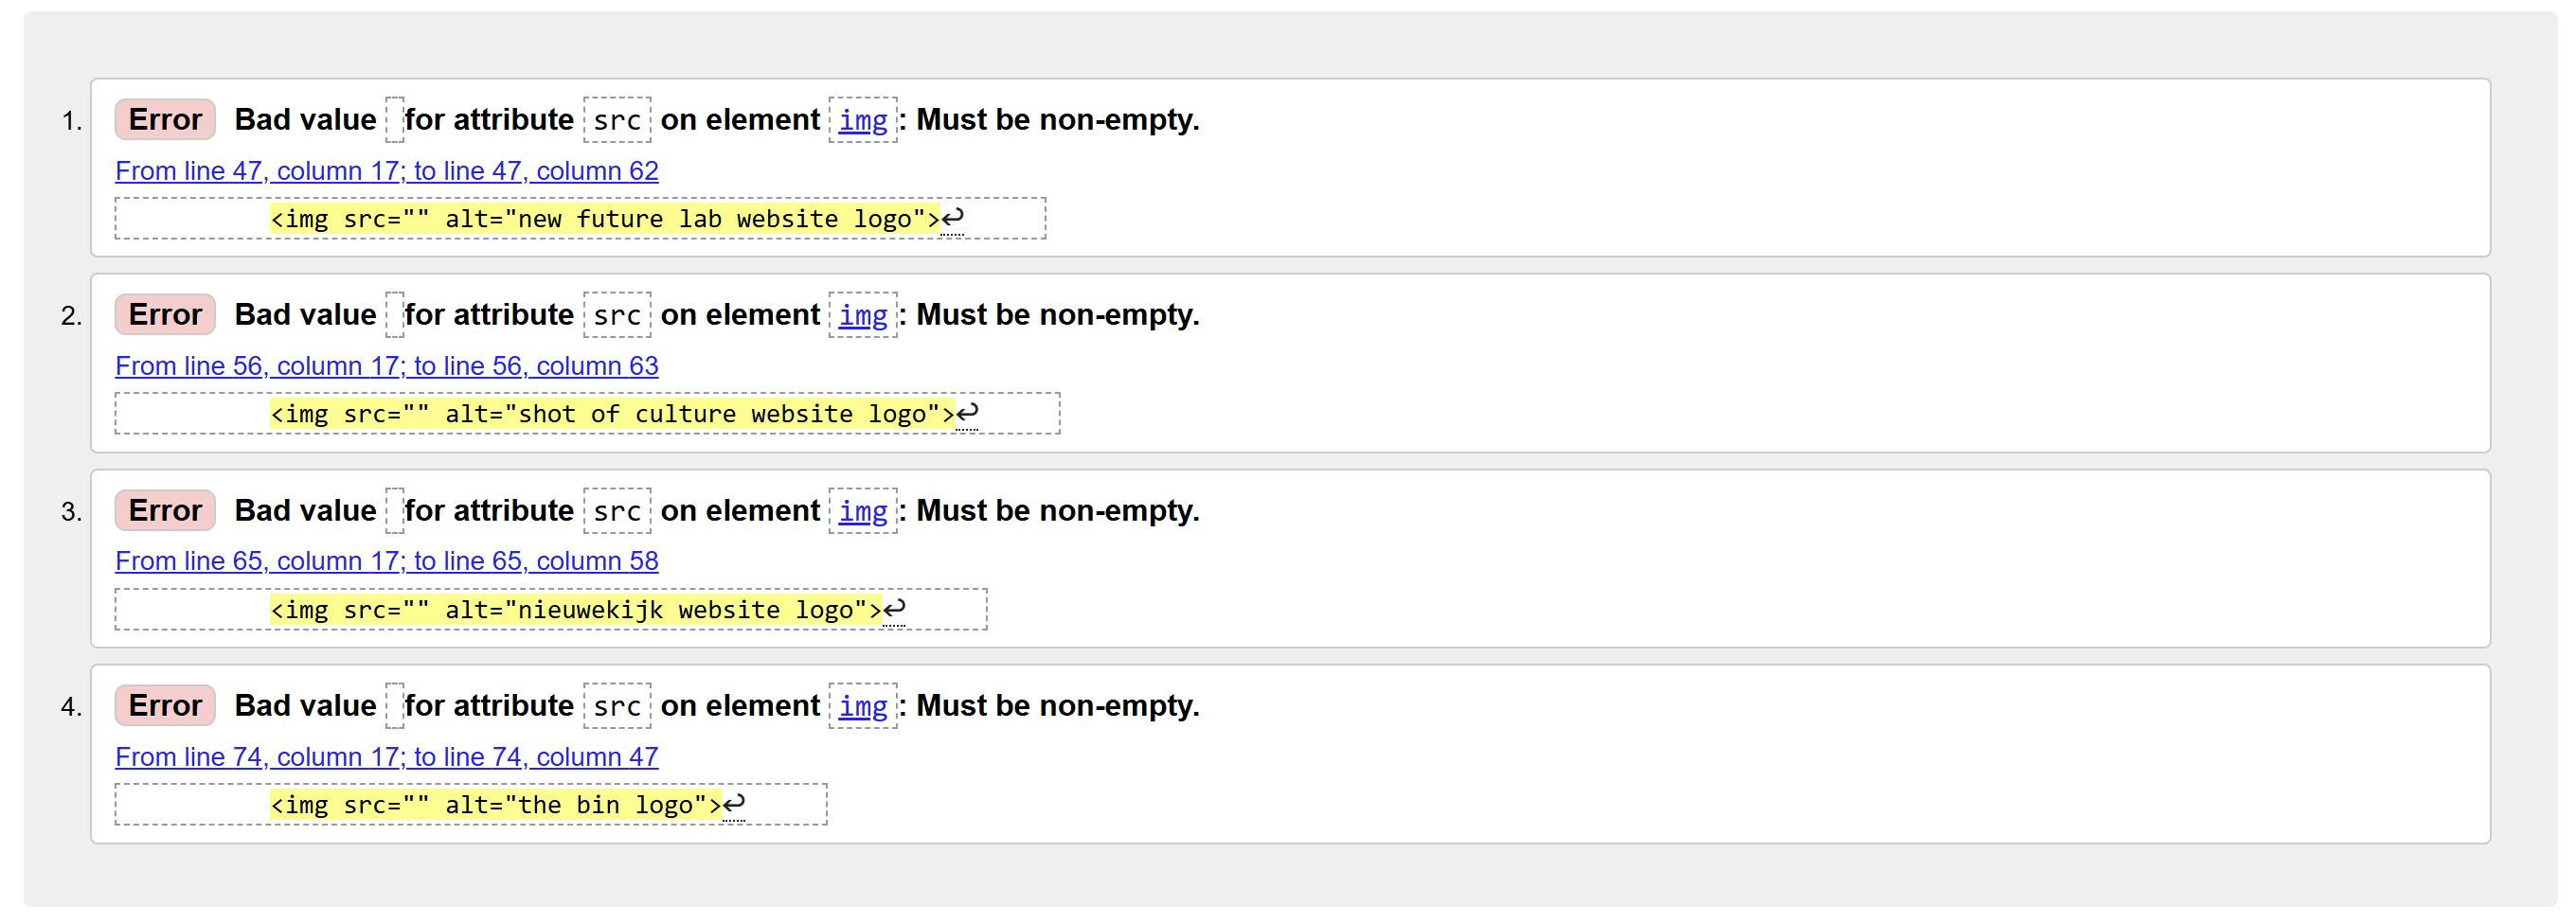 1. Error Bad value for attribute src on element img: Must be non-empty.
From line 47, column 17; to line 47, column 62
<img src="" alt="new future lab website logo">↩
2. Error Bad value for attribute src on element img: Must be non-empty.
From line 56, column 17; to line 56, column 63
<img src="" alt="shot of culture website logo">↩
3. Error Bad value for attribute src on element img: Must be non-empty.
From line 65, column 17; to line 65, column 58
<img src="" alt="nieuwekijk website logo">↩
4. Error Bad value for attribute src on element img: Must be non-empty.
From line 74, column 17; to line 74, column 47
<img src="" alt="the bin logo">↩